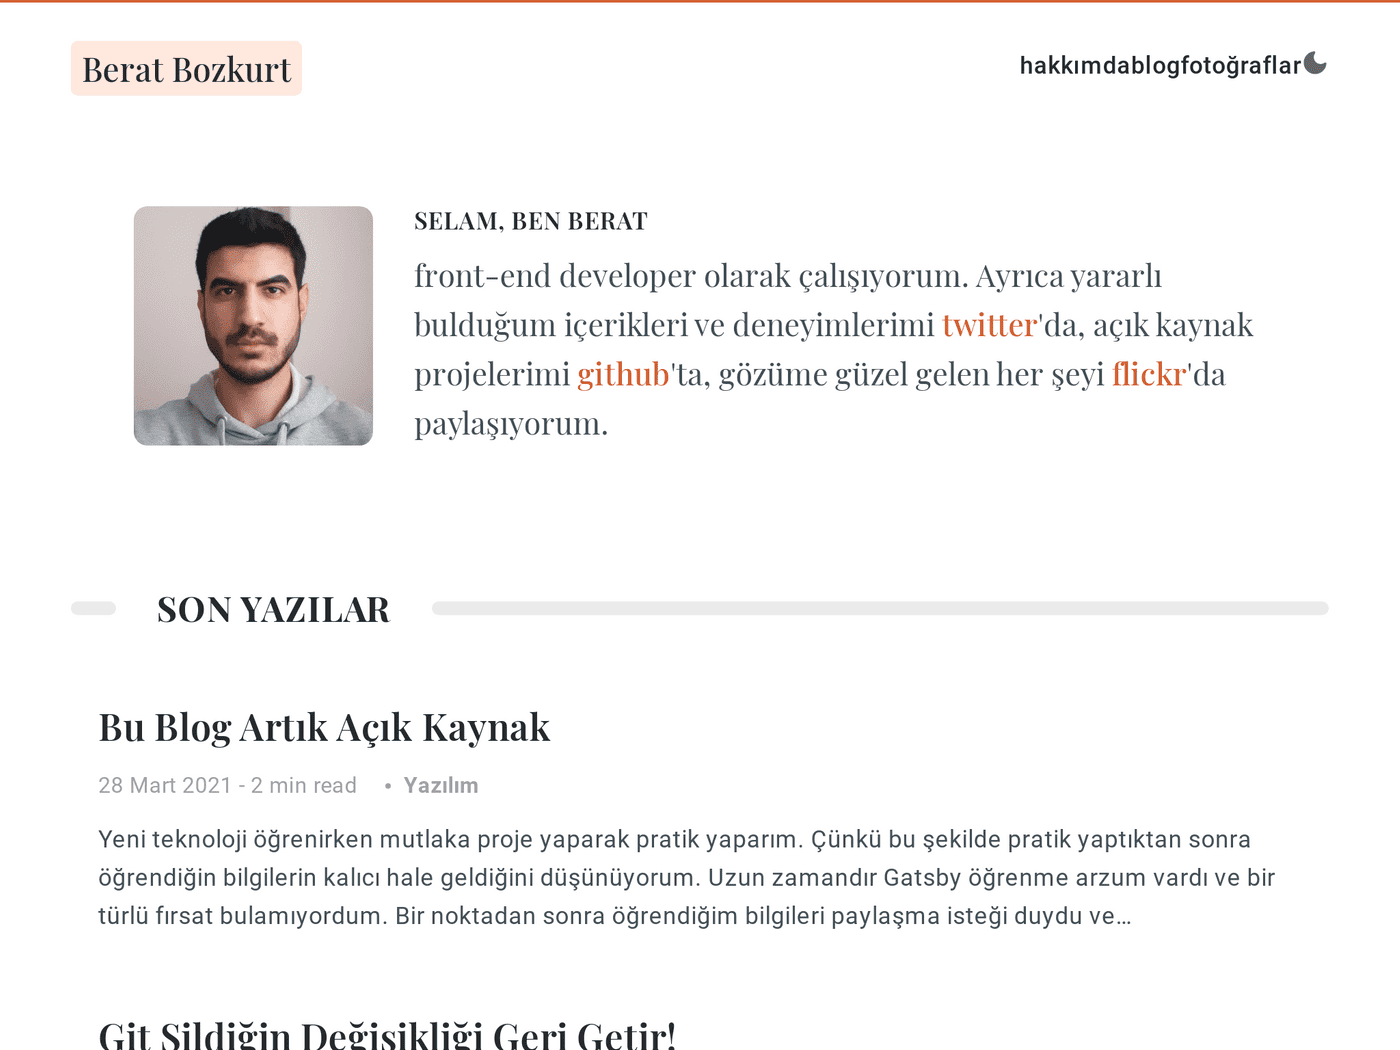 Berat Bozkurt
hakkımdablogfotoğraflar
SELAM, BEN BERAT
front-end developer olarak çalışıyorum. Ayrıca yararlı
bulduğum içerikleri ve deneyimlerimi twitter'da, açık kaynak
projelerimi github'ta, gözüme güzel gelen her şeyi flickr'da
paylaşıyorum.
SON YAZILAR
Bu Blog Artık Açık Kaynak
28 Mart 2021 - 2 min read • Yazılım
Yeni teknoloji öğrenirken mutlaka proje yaparak pratik yaparım. Çünkü bu şekilde pratik yaptıktan sonra
öğrendiğin bilgilerin kalıcı hale geldiğini düşünüyorum. Uzun zamandır Gatsby öğrenme arzum vardı ve bir
türlü fırsat bulamıyordum. Bir noktadan sonra öğrendiğim bilgileri paylaşma isteği duydu ve…
Git Sildiğin Değişikliği Geri Getir!